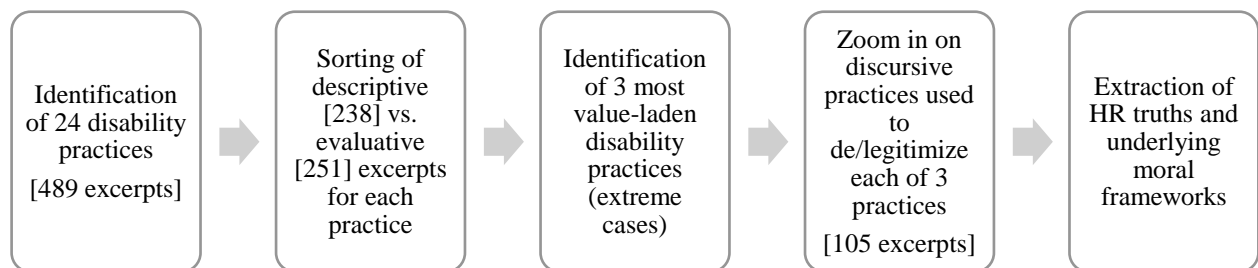 Identification
of 24 disability
practices
[489 excerpts]
Sorting of
descriptive
[238] vs.
evaluative
[251] excerpts
for each
practice
Identification
of 3 most
value-laden
disability
practices
(extreme
cases)
Zoom in on
discursive
practices used
to
de/legitimize
each of 3
practices
[105 excerpts]
Extraction of
HR truths and
underlying
moral
frameworks